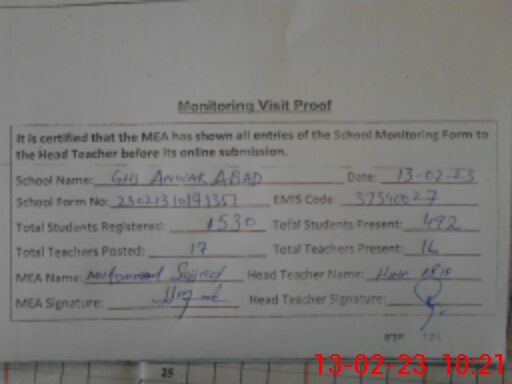 Monitoring Visit Proof
It is certified that the MEA has shown all entries of the School Monitoring Form to
the Head Teacher before its online submission.
School Name: GHS ANWAR ABAD Date: 13-02-23
School Form No: EMIS Code:
Total Students Registered: 530 Total Students Present: 492
Total Teachers Posted: 17 Total Teachers Present: 16
MEA Name: Muhammad Sajjad Head Teacher Name:
MEA Signature: Head Teacher Signature:
25
13-02-23 10:21